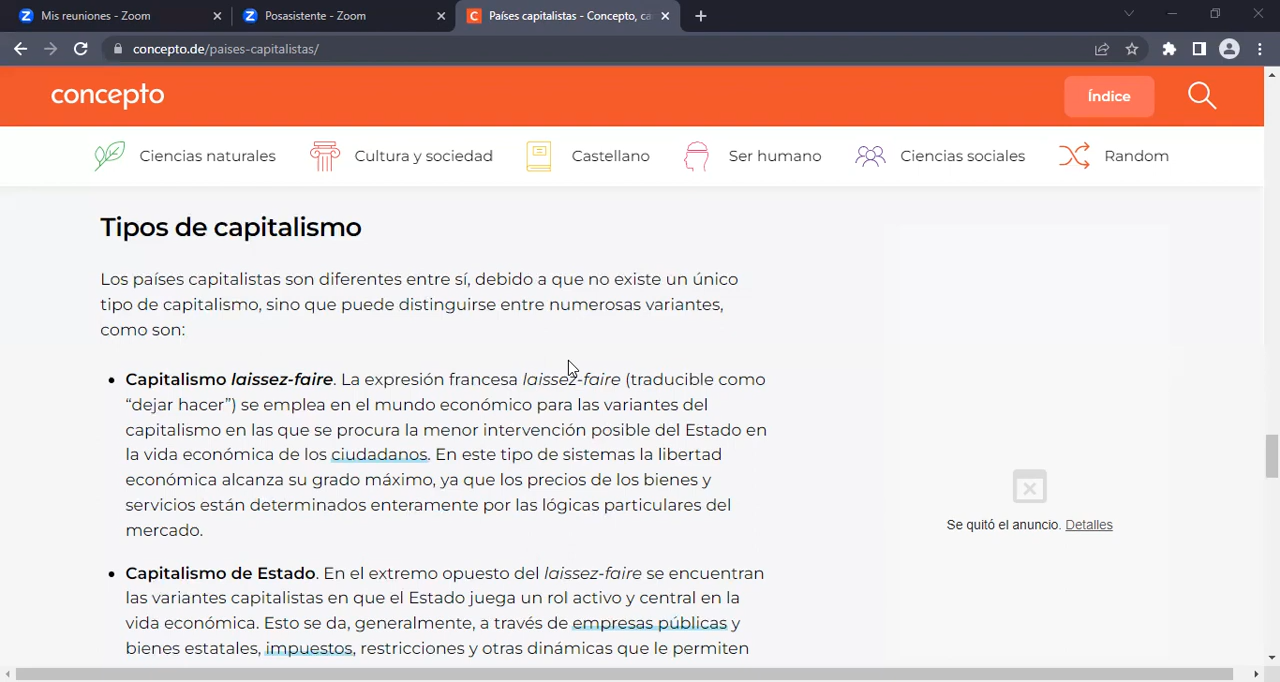 Mis reuniones - Zoom
Posasistente - Zoom
Países capitalistas - Concepto, ca
concepto.de/paises-capitalistas/
concepto
Índice
Ciencias naturales
Cultura y sociedad
Castellano
Ser humano
Ciencias sociales
Random
Tipos de capitalismo
Los países capitalistas son diferentes entre sí, debido a que no existe un único
tipo de capitalismo, sino que puede distinguirse entre numerosas variantes,
como son:
• Capitalismo laissez-faire. La expresión francesa laissez-faire (traducible como
“dejar hacer”) se emplea en el mundo económico para las variantes del
capitalismo en las que se procura la menor intervención posible del Estado en
la vida económica de los ciudadanos. En este tipo de sistemas la libertad
económica alcanza su grado máximo, ya que los precios de los bienes y
servicios están determinados enteramente por las lógicas particulares del
mercado.
• Capitalismo de Estado. En el extremo opuesto del laissez-faire se encuentran
las variantes capitalistas en que el Estado juega un rol activo y central en la
vida económica. Esto se da, generalmente, a través de empresas públicas y
bienes estatales, impuestos, restricciones y otras dinámicas que le permiten
Se quitó el anuncio. Detalles